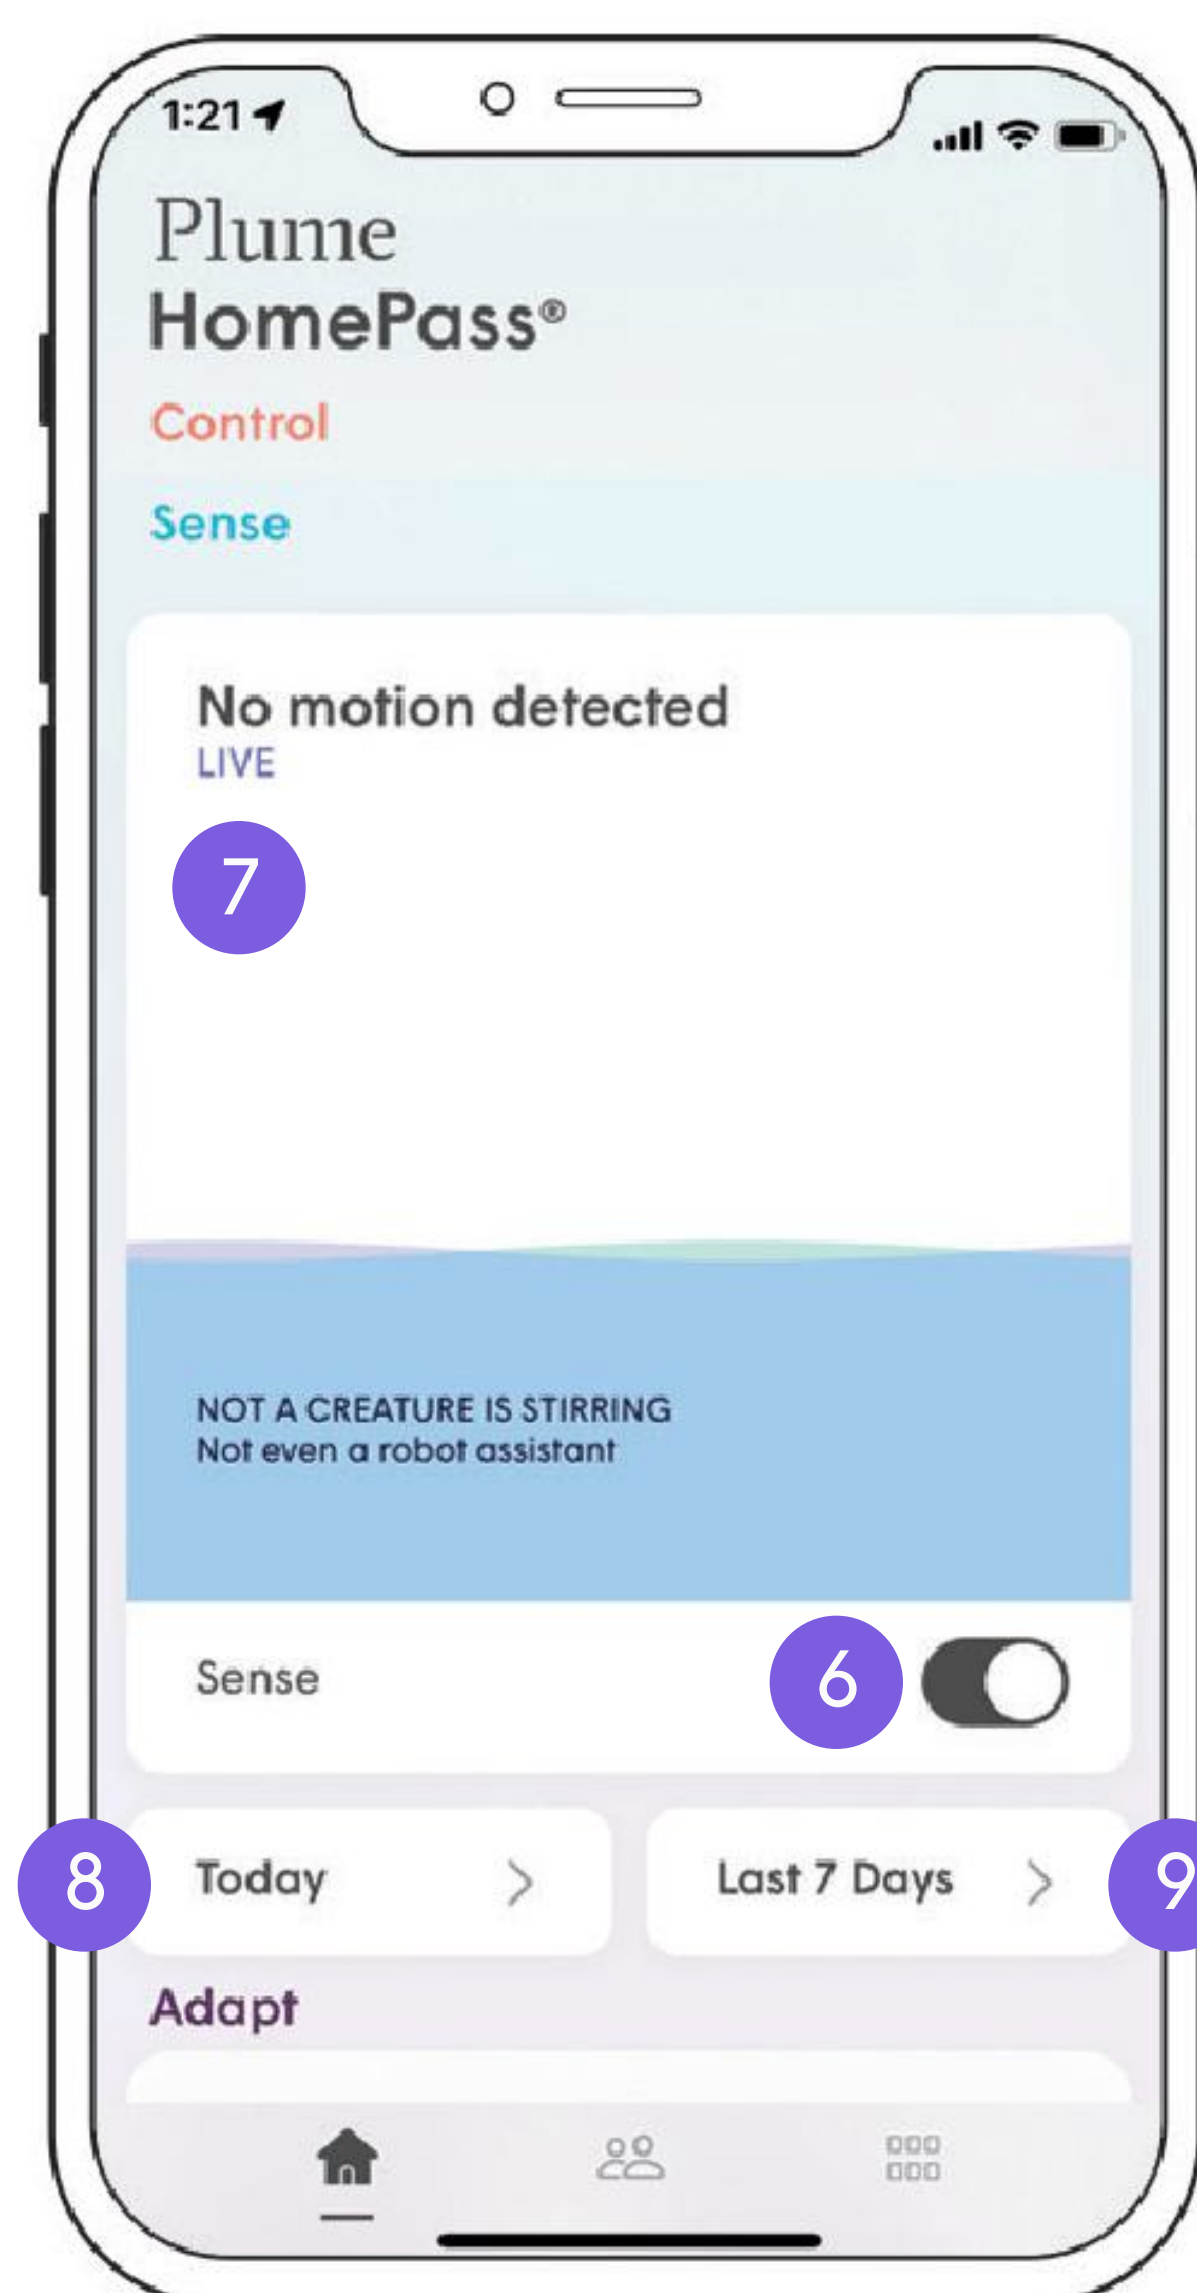 1:21
Plume
HomePass®
Control
Sense
No motion detected
LIVE
7
NOT A CREATURE IS STIRRING
Not even a robot assistant
Sense
6
8
Today
Last 7 Days
9
Adapt